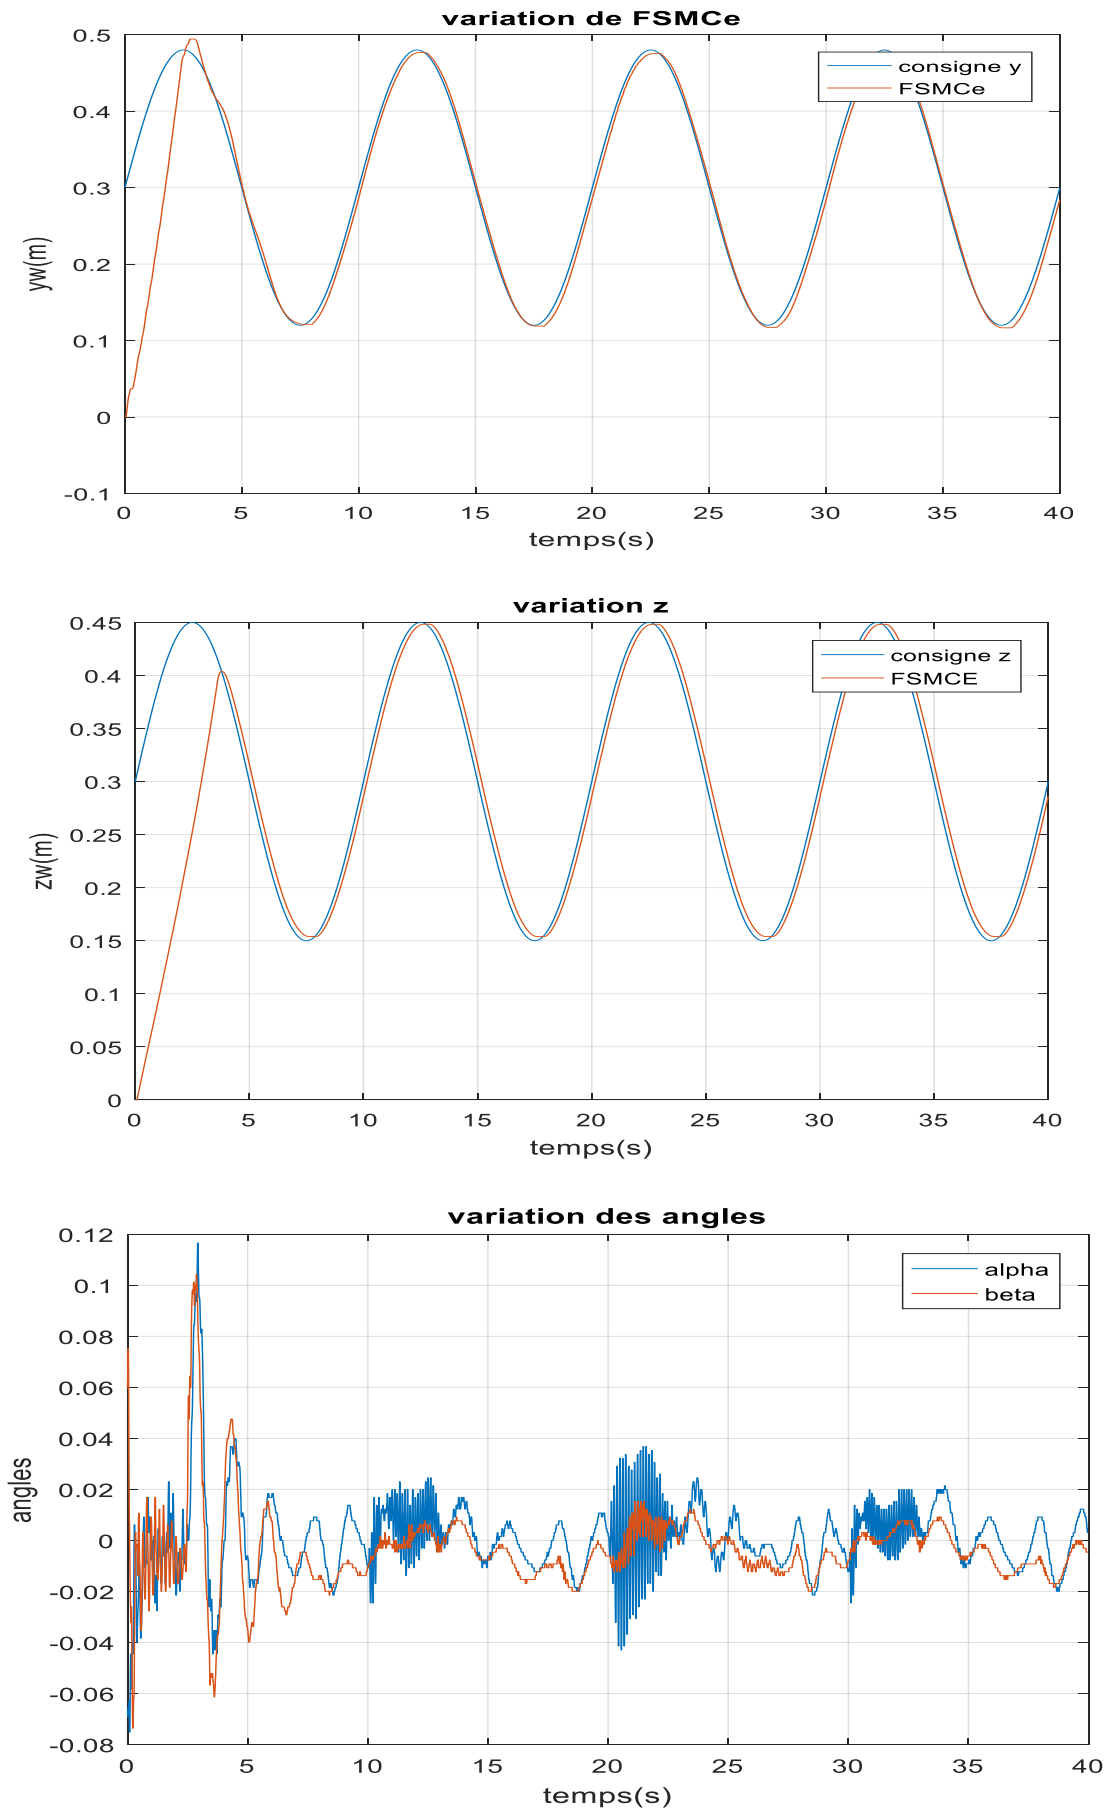 variation de FSMCe
0.5
0.4
0.3
0.2
0.1
0
-0.1
yw(m)
consigne y
FSMCe
0 5 10 15 20 25 30 35 40
temps(s)
variation z
0.45
0.4
0.35
0.3
0.25
0.2
0.15
0.1
0.05
0
zw(m)
consigne z
FSMCE
0 5 10 15 20 25 30 35 40
temps(s)
variation des angles
0.12
0.1
0.08
0.06
0.04
0.02
0
-0.02
-0.04
-0.06
-0.08
angles
alpha
beta
0 5 10 15 20 25 30 35 40
temps(s)